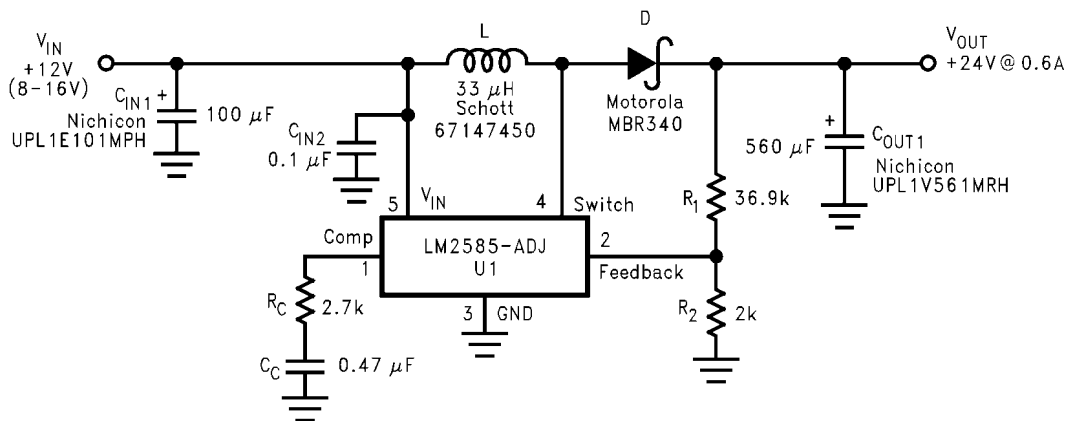 V_IN
+12V
(8-16V)
C_IN1 +
Nichicon
UPL1E101MPH
100 μF
C_IN2
0.1 μF
L
33 μH
Schott
67147450
D
Motorola
MBR340
V_OUT
+24V @ 0.6A
+
560 μF
C_OUT1
Nichicon
UPL1V561MRH
R_1
36.9k
5
V_IN
4
Switch
Comp
1
LM2585-ADJ
U1
2
Feedback
3
GND
R_C
2.7k
C_C
0.47 μF
R_2
2k